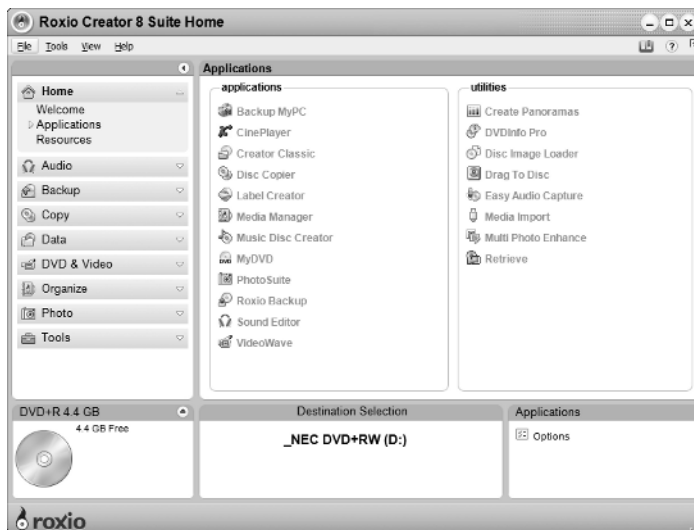 Roxio Creator 8 Suite Home
File Tools View Help
Home
Welcome
Applications
Resources
Audio
Backup
Copy
Data
DVD & Video
Organize
Photo
Tools
Applications
applications
Backup MyPC
CinePlayer
Creator Classic
Disc Copier
Label Creator
Media Manager
Music Disc Creator
MyDVD
PhotoSuite
Roxio Backup
Sound Editor
VideoWave
utilities
Create Panoramas
DVDInfo Pro
Disc Image Loader
Drag To Disc
Easy Audio Capture
Media Import
Multi Photo Enhance
Retrieve
DVD+R 4.4 GB
4.4 GB Free
Destination Selection
_NEC DVD+RW (D:)
Applications
Options
roxio